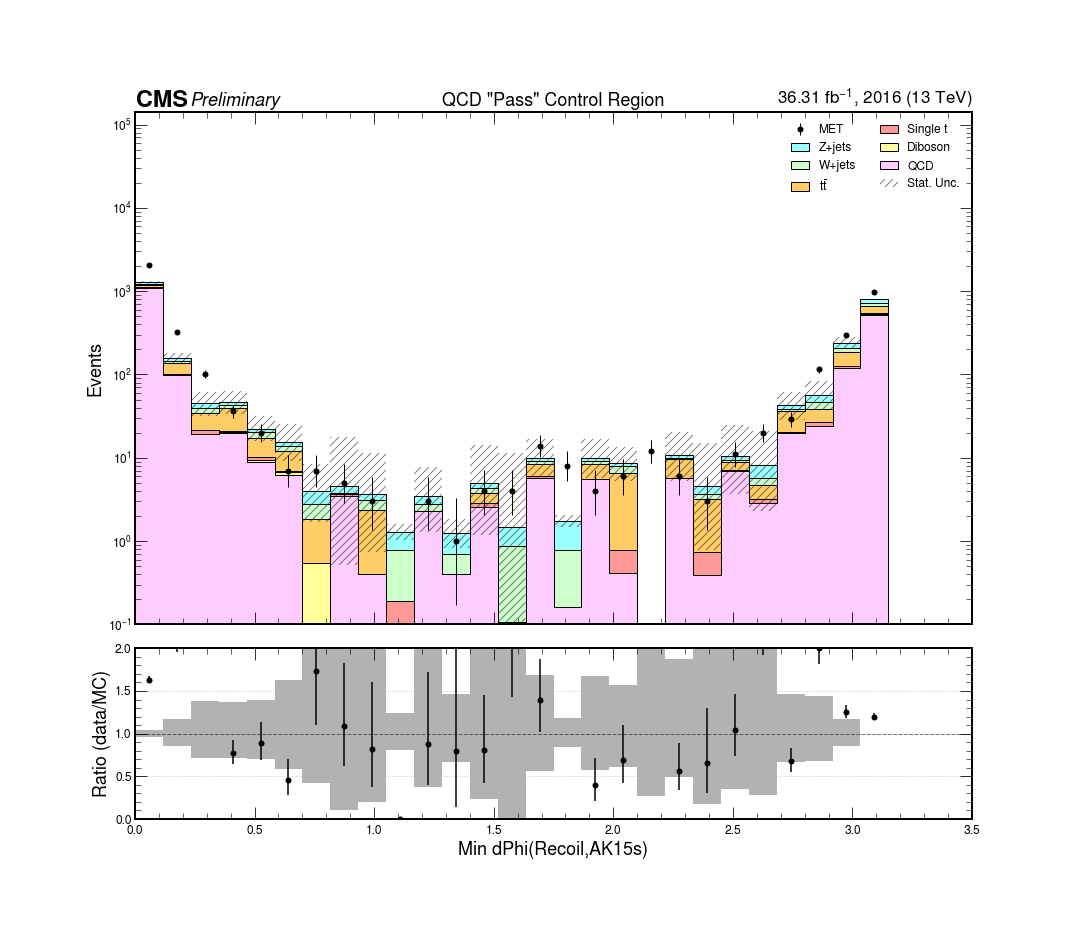 CMS Preliminary QCD "Pass" Control Region 36.31 fb⁻¹, 2016 (13 TeV)
MET
Z+jets
W+jets
tt̄
Single t
Diboson
QCD
Stat. Unc.
Events
10⁵
10⁴
10³
10²
10¹
10⁰
10⁻¹
Ratio (data/MC)
2.0
1.5
1.0
0.5
0.0
0.0 0.5 1.0 1.5 2.0 2.5 3.0 3.5
Min dPhi(Recoil,AK15s)